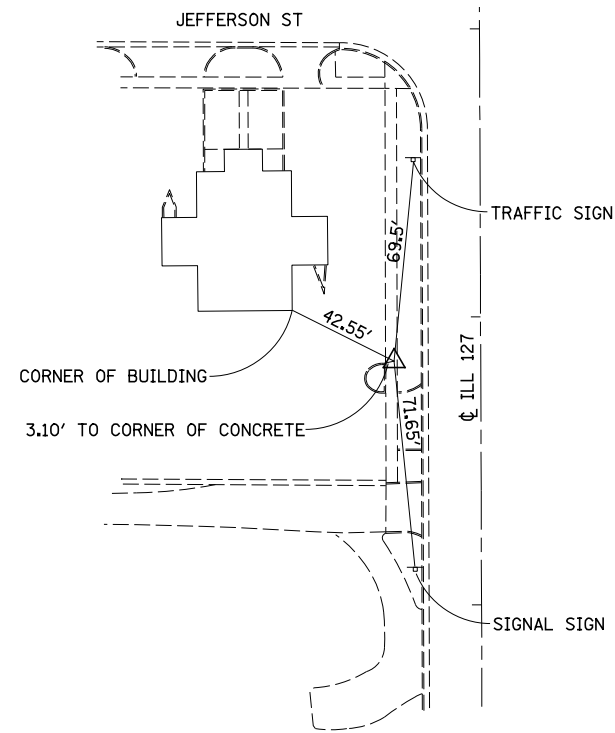 JEFFERSON ST
TRAFFIC SIGN
69.5'
42.55'
℄ ILL 127
CORNER OF BUILDING
71.65'
3.10' TO CORNER OF CONCRETE
SIGNAL SIGN